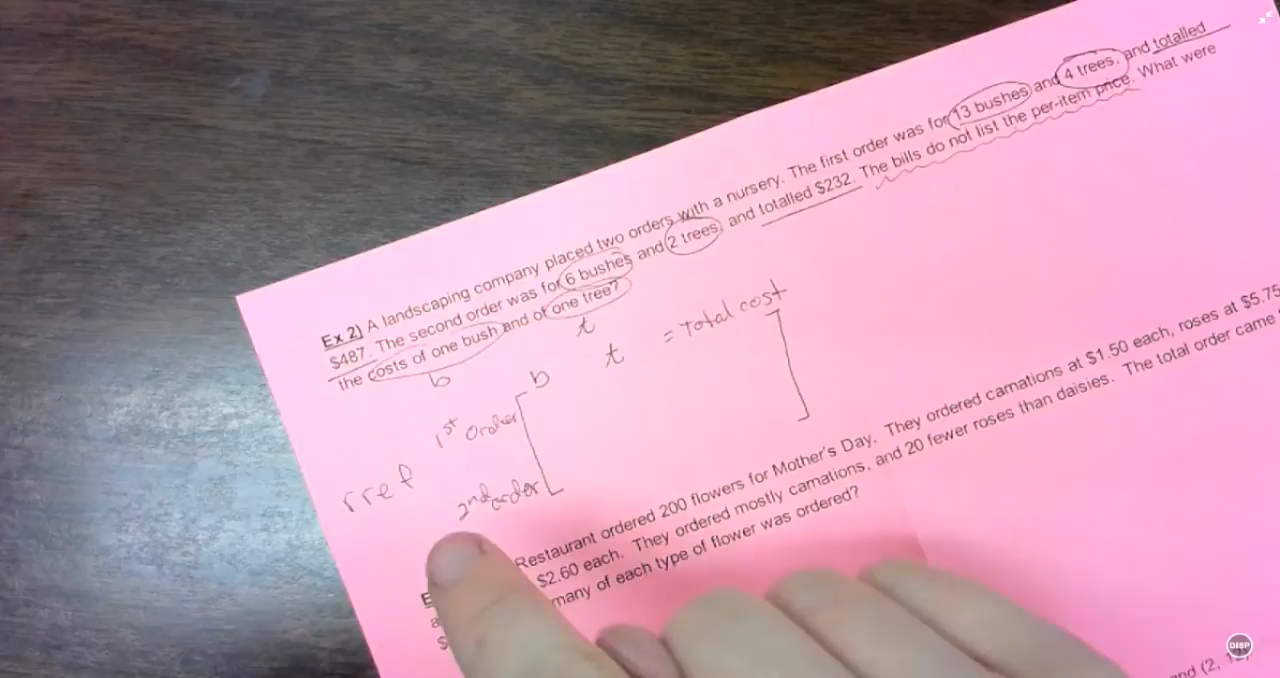 Ex 2) A landscaping company placed two orders with a nursery. The first order was for 13 bushes and 4 trees, and totalled
$487. The second order was for 6 bushes and 2 trees, and totalled $232. The bills do not list the per-item price. What were
the costs of one bush and of one tree?
b t
b t = Total cost
1st order
rref
2nd order
Restaurant ordered 200 flowers for Mother's Day. They ordered carnations at $1.50 each, roses at $5.75
$2.60 each. They ordered mostly carnations, and 20 fewer roses than daisies. The total order came
many of each type of flower was ordered?
and (2,
DISP